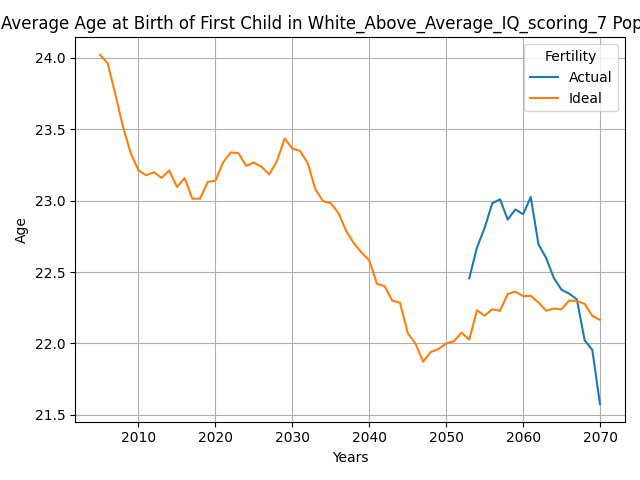 Average Age at Birth of First Child in White_Above_Average_IQ_scoring_7 Pop
Fertility
Actual
Ideal
24.0
23.5
23.0
22.5
22.0
21.5
Age
2010 2020 2030 2040 2050 2060 2070
Years